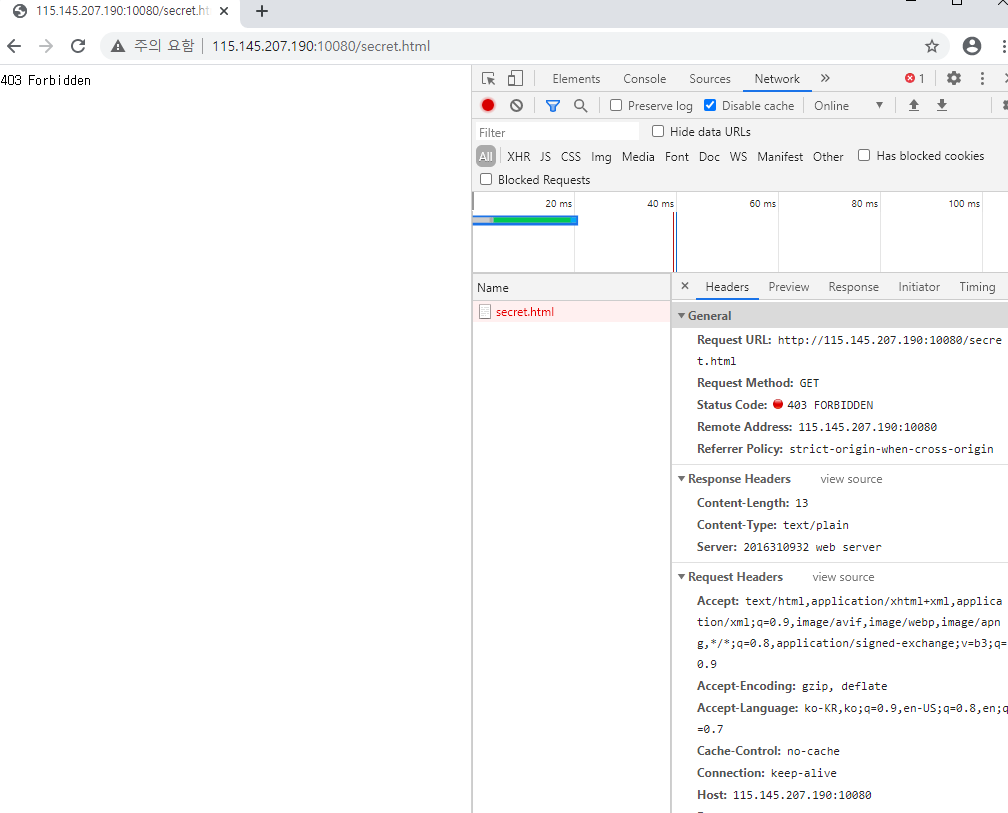 115.145.207.190:10080/secret.ht
주의 요함 115.145.207.190:10080/secret.html
403 Forbidden
Elements Console Sources Network 1
Preserve log Disable cache Online
Filter Hide data URLs
All XHR JS CSS Img Media Font Doc WS Manifest Other Has blocked cookies
Blocked Requests
20 ms 40 ms 60 ms 80 ms 100 ms
Name
secret.html
Headers Preview Response Initiator Timing
General
Request URL: http://115.145.207.190:10080/secre
t.html
Request Method: GET
Status Code: 403 FORBIDDEN
Remote Address: 115.145.207.190:10080
Referrer Policy: strict-origin-when-cross-origin
Response Headers view source
Content-Length: 13
Content-Type: text/plain
Server: 2016310932 web server
Request Headers view source
Accept: text/html,application/xhtml+xml,applica
tion/xml;q=0.9,image/avif,image/webp,image/apn
g,*/*;q=0.8,application/signed-exchange;v=b3;q=
0.9
Accept-Encoding: gzip, deflate
Accept-Language: ko-KR,ko;q=0.9,en-US;q=0.8,en;q
=0.7
Cache-Control: no-cache
Connection: keep-alive
Host: 115.145.207.190:10080